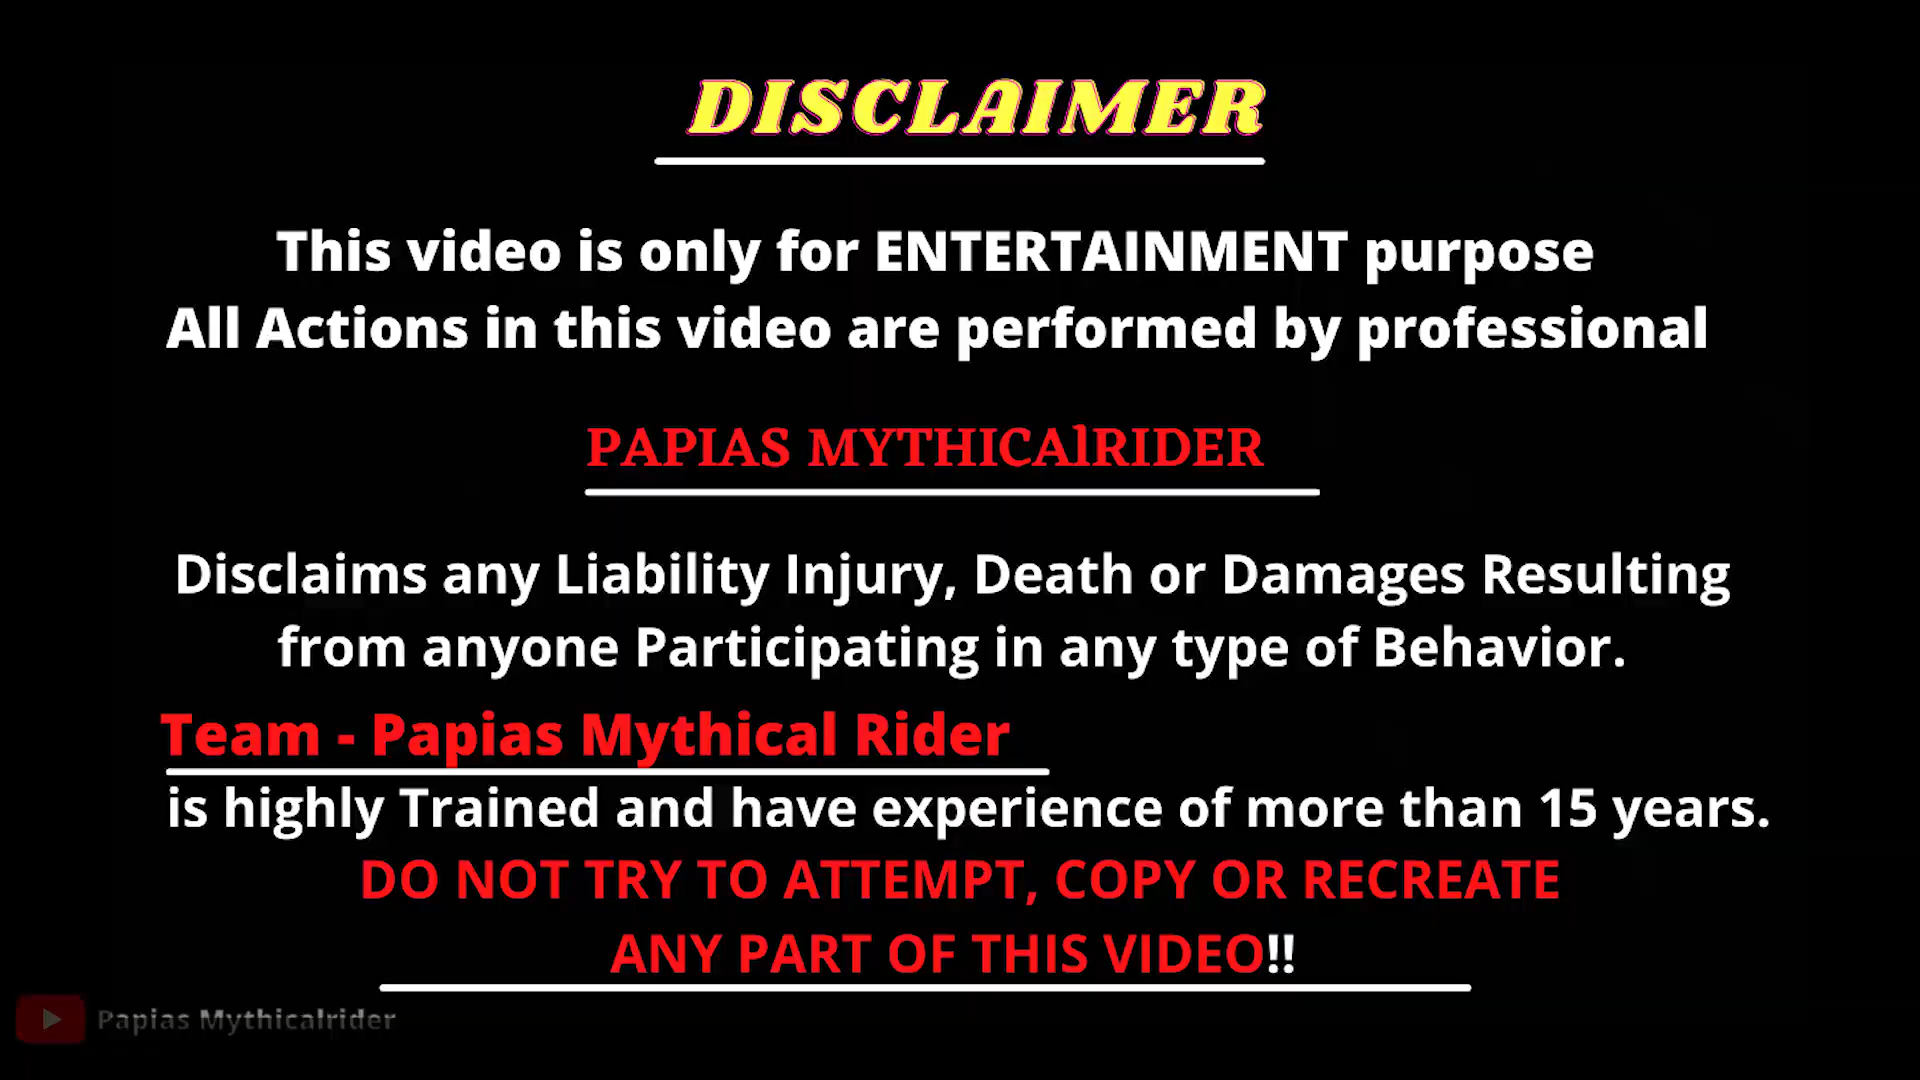 DISCLAIMER
This video is only for ENTERTAINMENT purpose
All Actions in this video are performed by professional
PAPIAS MYTHICAlRIDER
Disclaims any Liability Injury, Death or Damages Resulting
from anyone Participating in any type of Behavior.
Team - Papias Mythical Rider
is highly Trained and have experience of more than 15 years.
DO NOT TRY TO ATTEMPT, COPY OR RECREATE
ANY PART OF THIS VIDEO!!
Papias Mythicalrider